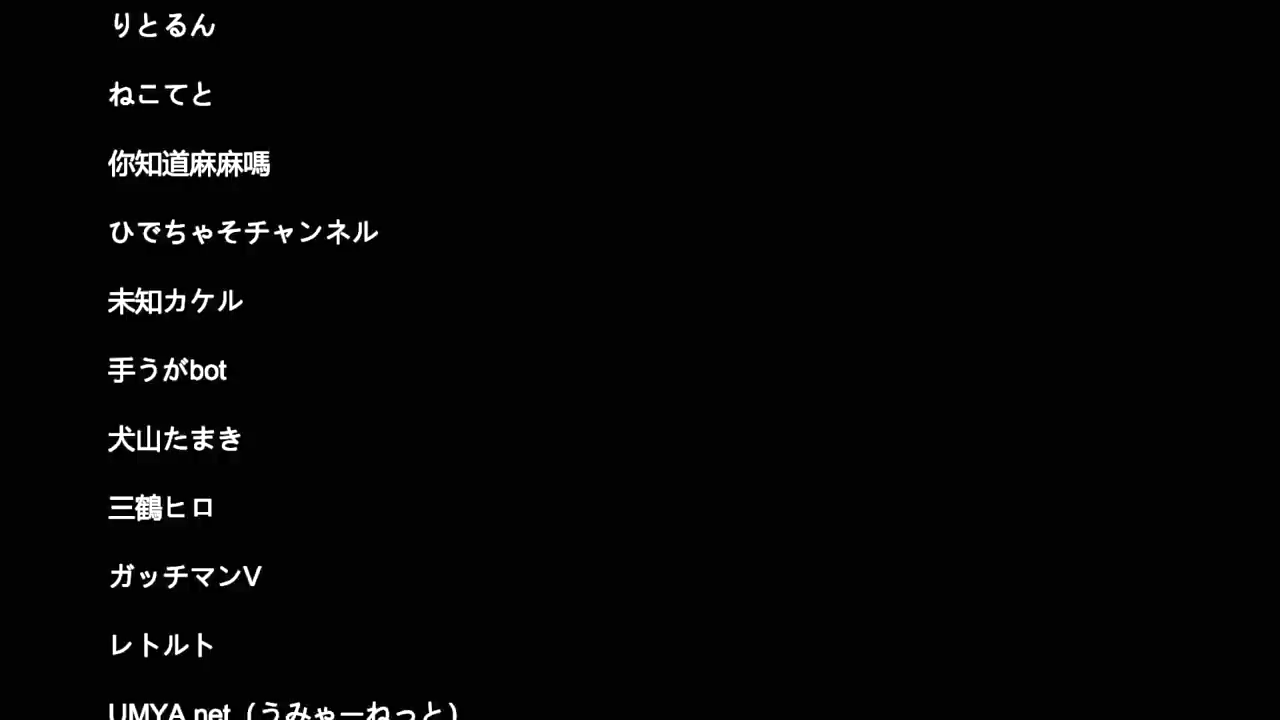 りとるん
ねこてと
你知道麻麻嗎
ひでちゃそチャンネル
未知カケル
手うがbot
犬山たまき
三鶴ヒロ
ガッチマンV
レトルト
UMYA.net（うみゃーねっと）